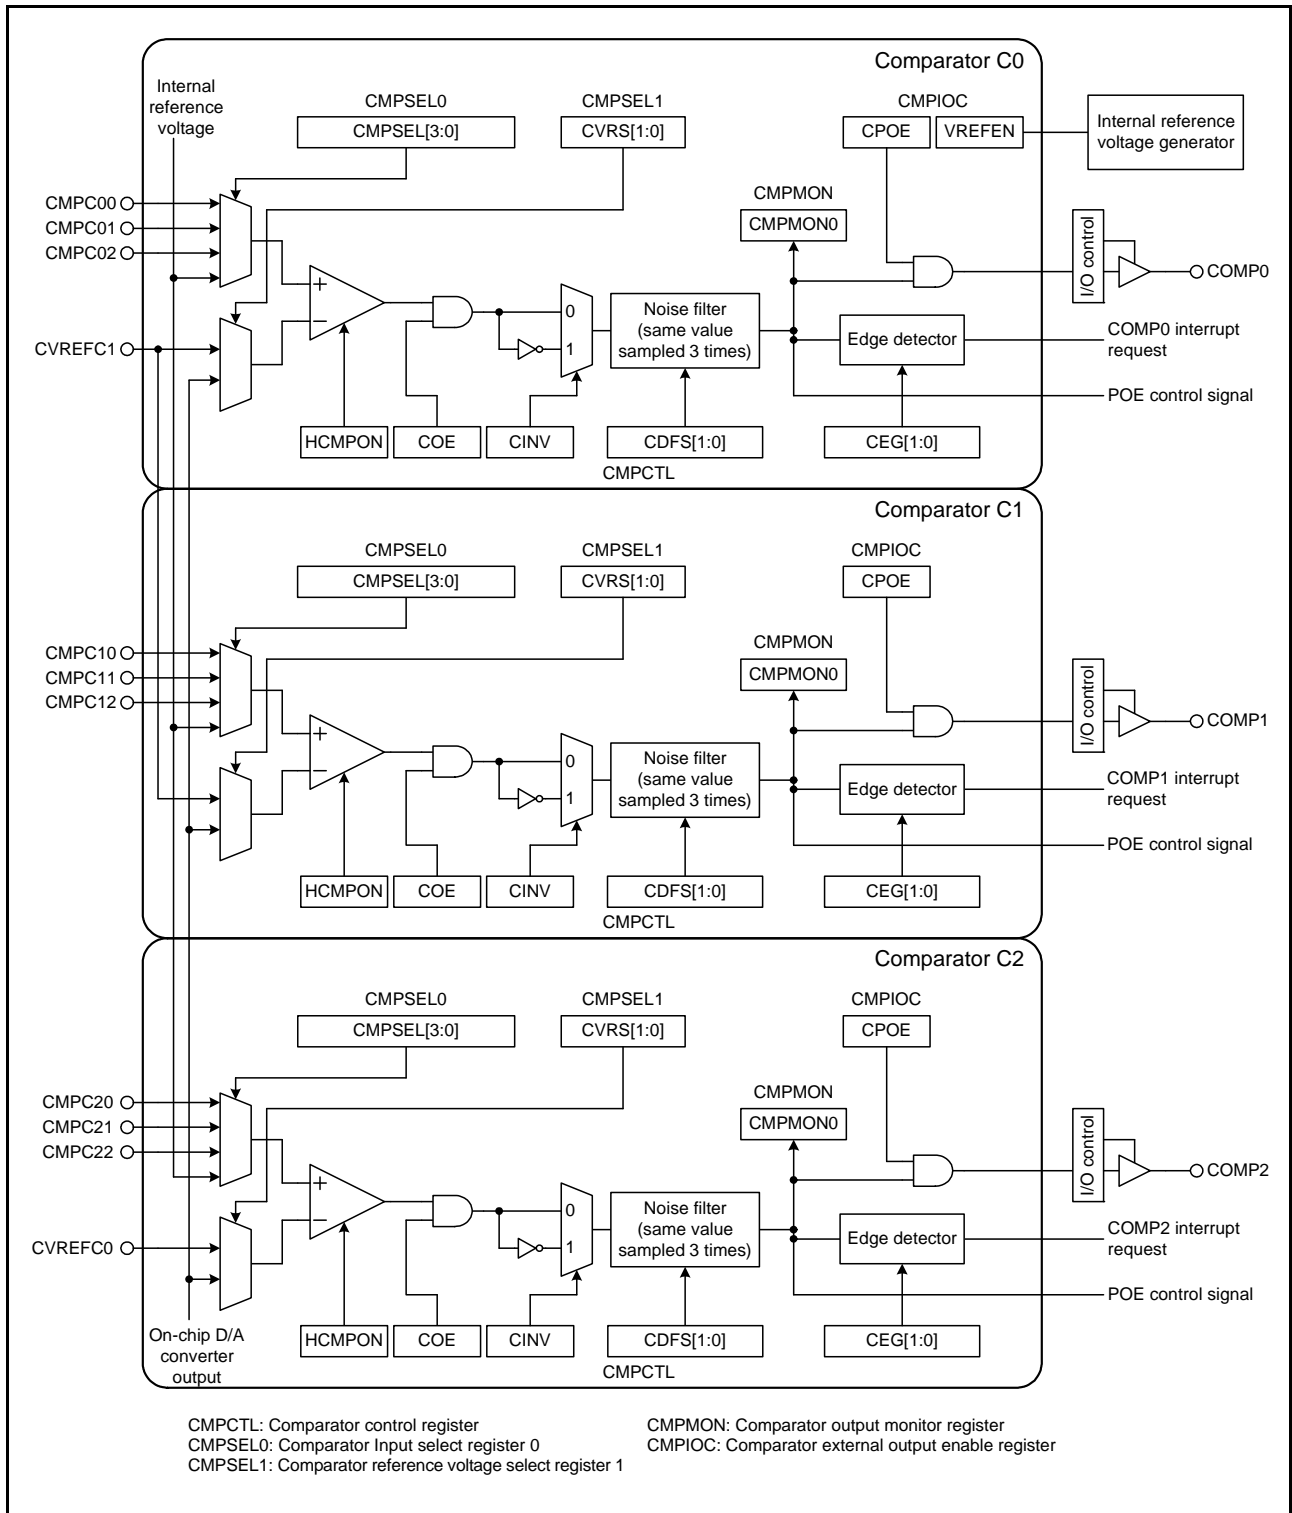 Comparator C0
Internal
reference
voltage
CMPSEL0
CMPSEL[3:0]
CMPSEL1
CVRS[1:0]
CMPIOC
CPOE
VREFEN
Internal reference
voltage generator
CMPC00
CMPC01
CMPC02
CMPMON
CMPMON0
I/O control
COMP0
+
−
0
1
Noise filter
(same value
sampled 3 times)
Edge detector
COMP0 interrupt
request
CVREFC1
POE control signal
HCMPON
COE
CINV
CDFS[1:0]
CEG[1:0]
CMPCTL
Comparator C1
CMPSEL0
CMPSEL[3:0]
CMPSEL1
CVRS[1:0]
CMPIOC
CPOE
CMPC10
CMPC11
CMPC12
CMPMON
CMPMON0
I/O control
COMP1
+
−
0
1
Noise filter
(same value
sampled 3 times)
Edge detector
COMP1 interrupt
request
POE control signal
HCMPON
COE
CINV
CDFS[1:0]
CEG[1:0]
CMPCTL
Comparator C2
CMPSEL0
CMPSEL[3:0]
CMPSEL1
CVRS[1:0]
CMPIOC
CPOE
CMPC20
CMPC21
CMPC22
CMPMON
CMPMON0
I/O control
COMP2
+
−
0
1
Noise filter
(same value
sampled 3 times)
Edge detector
COMP2 interrupt
request
CVREFC0
POE control signal
On-chip D/A
converter
output
HCMPON
COE
CINV
CDFS[1:0]
CEG[1:0]
CMPCTL
CMPCTL: Comparator control register
CMPSEL0: Comparator Input select register 0
CMPSEL1: Comparator reference voltage select register 1
CMPMON: Comparator output monitor register
CMPIOC: Comparator external output enable register